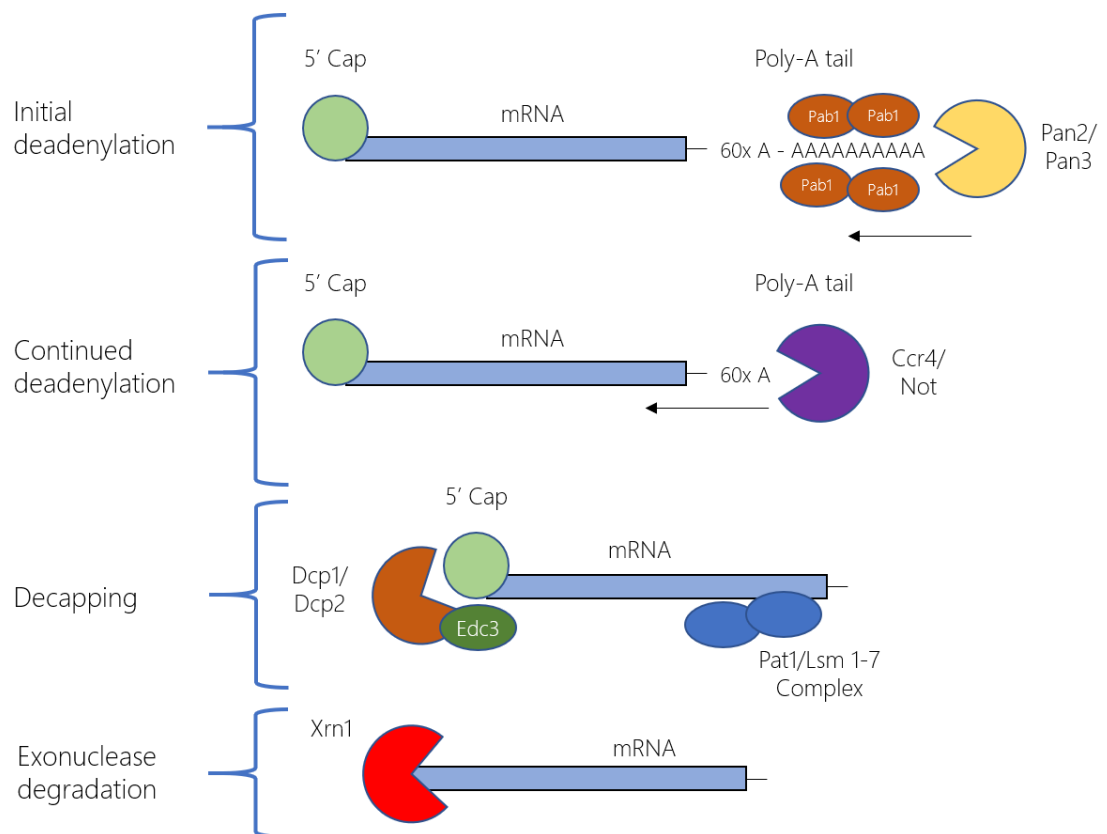 Initial
deadenylation
5’ Cap
mRNA
Poly-A tail
60x A - AAAAAAAAAA
Pab1
Pab1
Pab1
Pab1
Pan2/
Pan3
Continued
deadenylation
5’ Cap
mRNA
Poly-A tail
60x A
Ccr4/
Not
Decapping
5’ Cap
mRNA
Dcp1/
Dcp2
Edc3
Pat1/Lsm 1-7
Complex
Exonuclease
degradation
Xrn1
mRNA